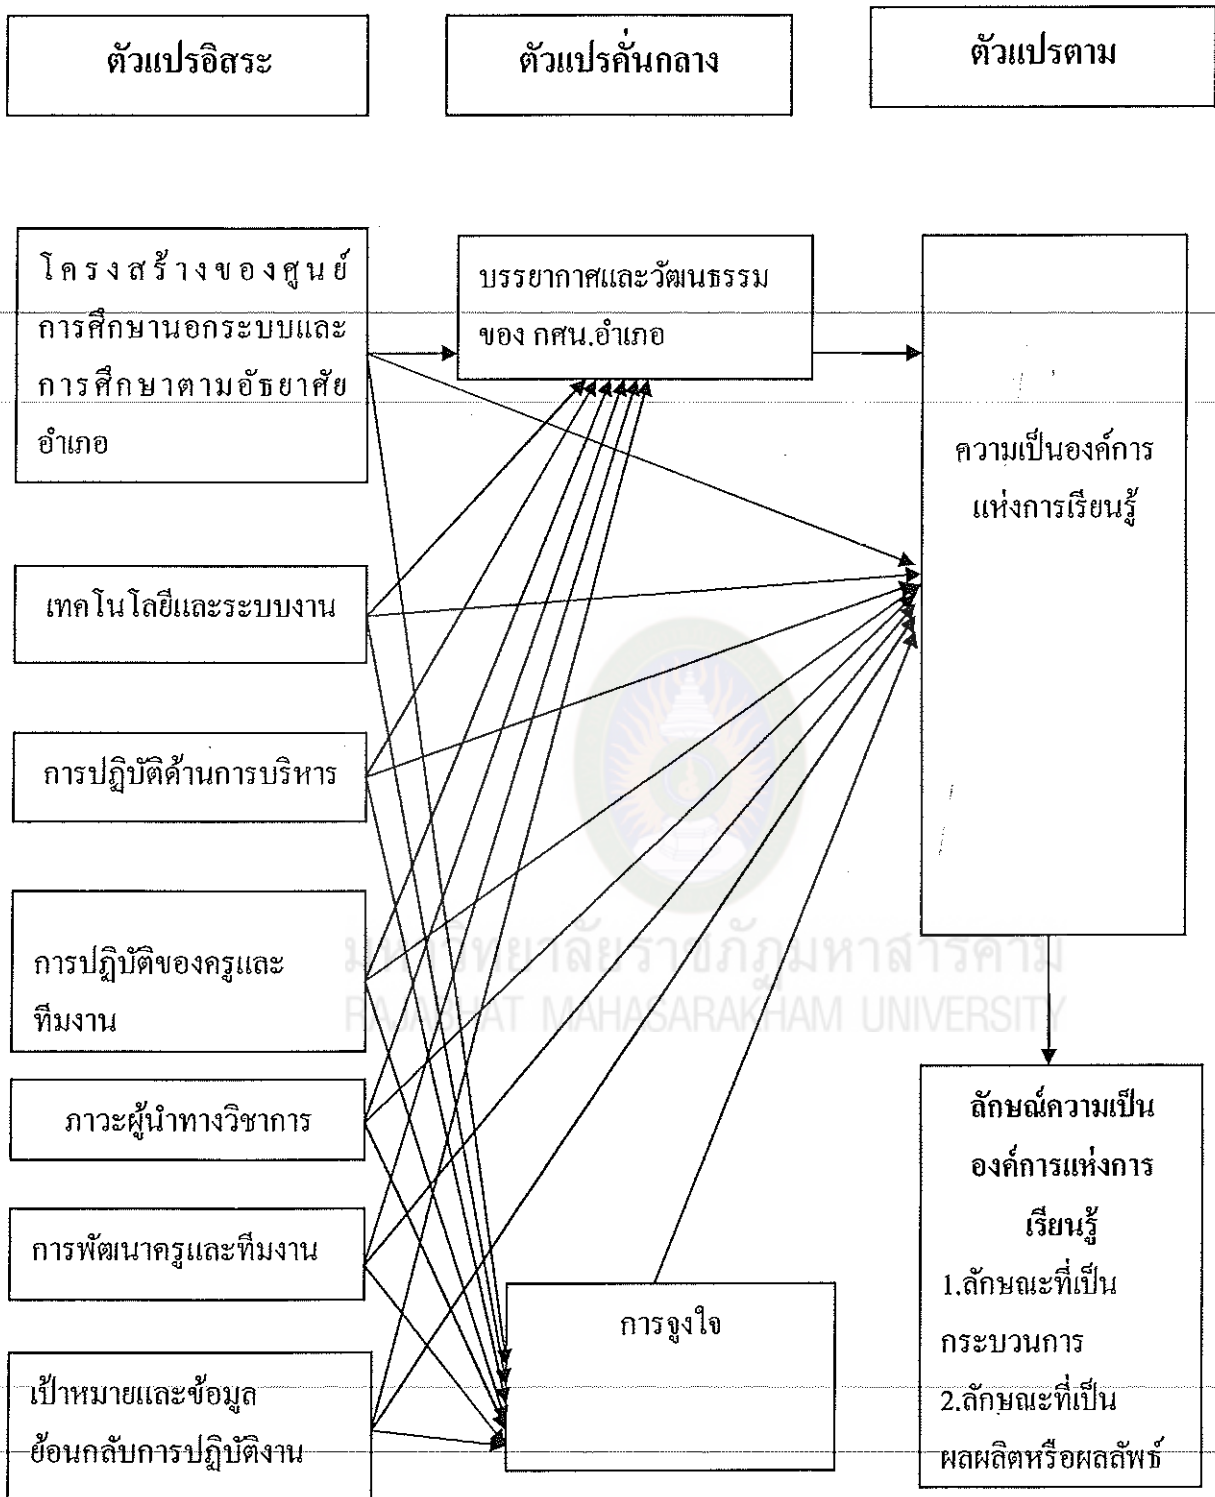 ตัวแปรอิสระ
ตัวแปรคั่นกลาง
ตัวแปรตาม
โครงสร้างของศูนย์
การศึกษานอกระบบและ
การศึกษาตามอัธยาศัย
อำเภอ
บรรยากาศและวัฒนธรรม
ของ กศน.อำเภอ
ความเป็นองค์การ
แห่งการเรียนรู้
เทคโนโลยีและระบบงาน
การปฏิบัติด้านการบริหาร
การปฏิบัติของครูและ
ทีมงาน
มหาวิทยาลัยราชภัฏมหาสารคาม
RAJABHAT MAHASARAKHAM UNIVERSITY
ภาวะผู้นำทางวิชาการ
การพัฒนาครูและทีมงาน
เป้าหมายและข้อมูล
ย้อนกลับการปฏิบัติงาน
การจูงใจ
ลักษณ์ความเป็น
องค์การแห่งการ
เรียนรู้
1.ลักษณะที่เป็น
กระบวนการ
2.ลักษณะที่เป็น
ผลผลิตหรือผลลัพธ์